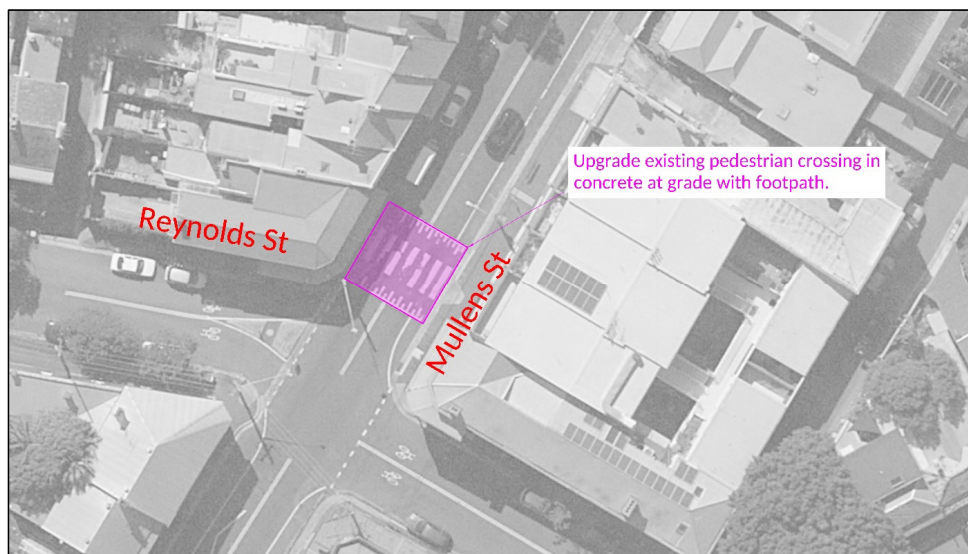 Upgrade existing pedestrian crossing in
concrete at grade with footpath.
Reynolds St
Mullens St